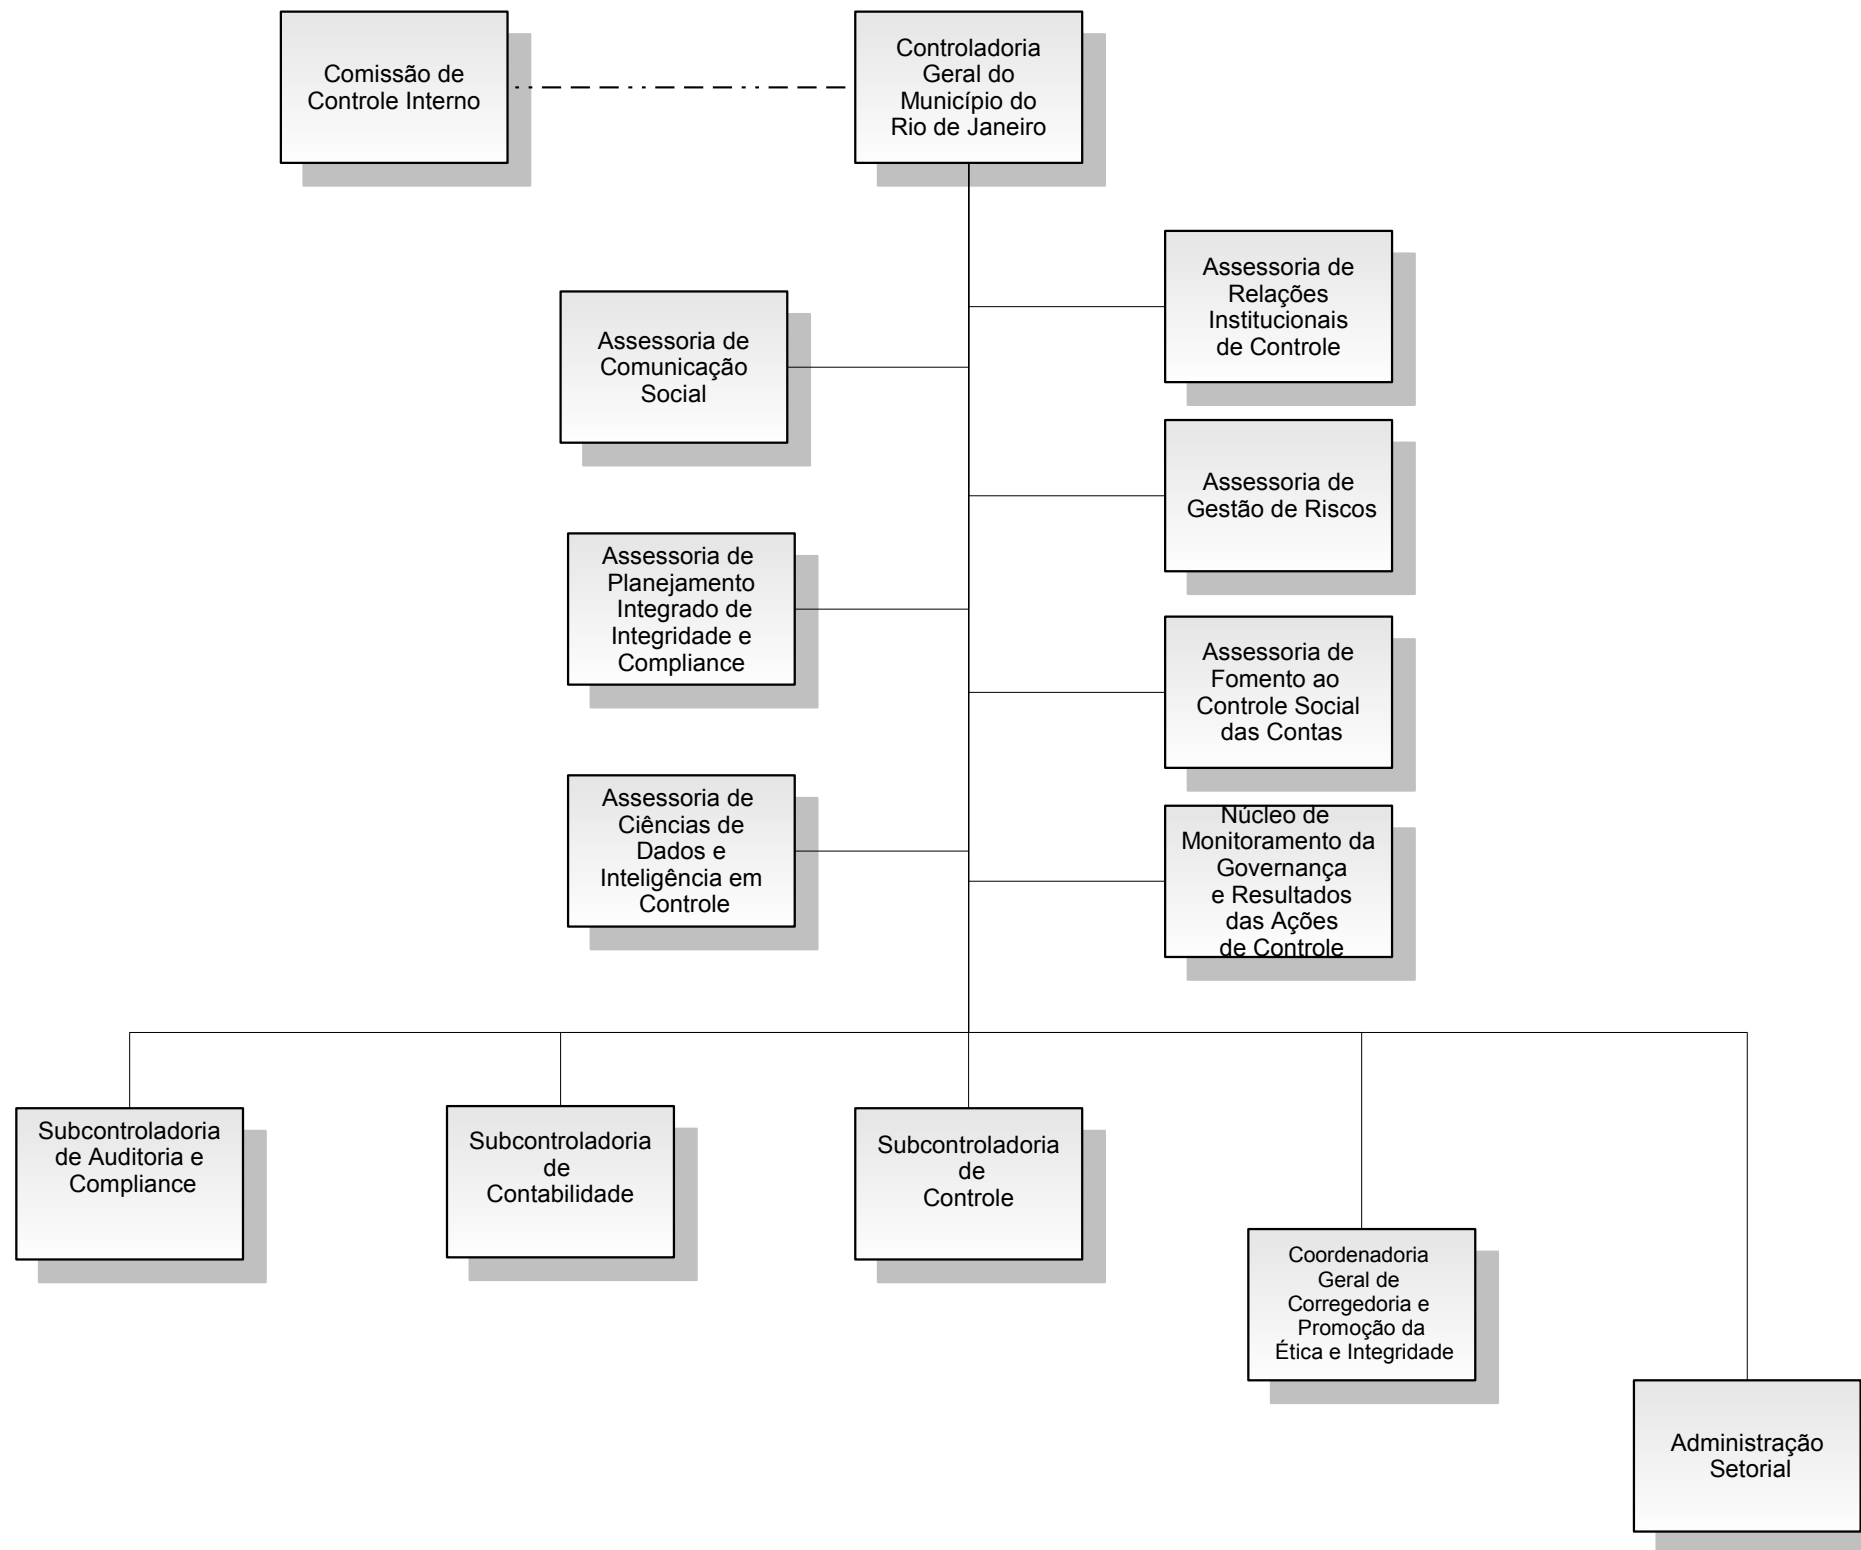 Comissão de
Controle Interno
Controladoria
Geral do
Município do
Rio de Janeiro
Assessoria de
Relações
Institucionais
de Controle
Assessoria de
Comunicação
Social
Assessoria de
Gestão de Riscos
Assessoria de
Planejamento
Integrado de
Integridade e
Compliance
Assessoria de
Fomento ao
Controle Social
das Contas
Assessoria de
Ciências de
Dados e
Inteligência em
Controle
Núcleo de
Monitoramento da
Governança
e Resultados
das Ações
de Controle
Subcontroladoria
de Auditoria e
Compliance
Subcontroladoria
de
Contabilidade
Subcontroladoria
de
Controle
Coordenadoria
Geral de
Corregedoria e
Promoção da
Ética e Integridade
Administração
Setorial